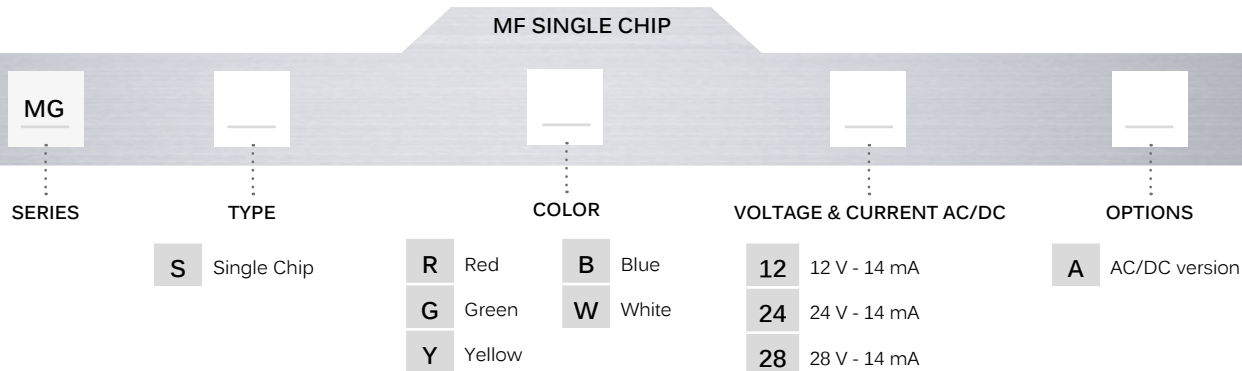 MF SINGLE CHIP
MG
SERIES
TYPE
COLOR
VOLTAGE & CURRENT AC/DC
OPTIONS
S Single Chip
R Red
G Green
Y Yellow
B Blue
W White
12 12 V - 14 mA
24 24 V - 14 mA
28 28 V - 14 mA
A AC/DC version